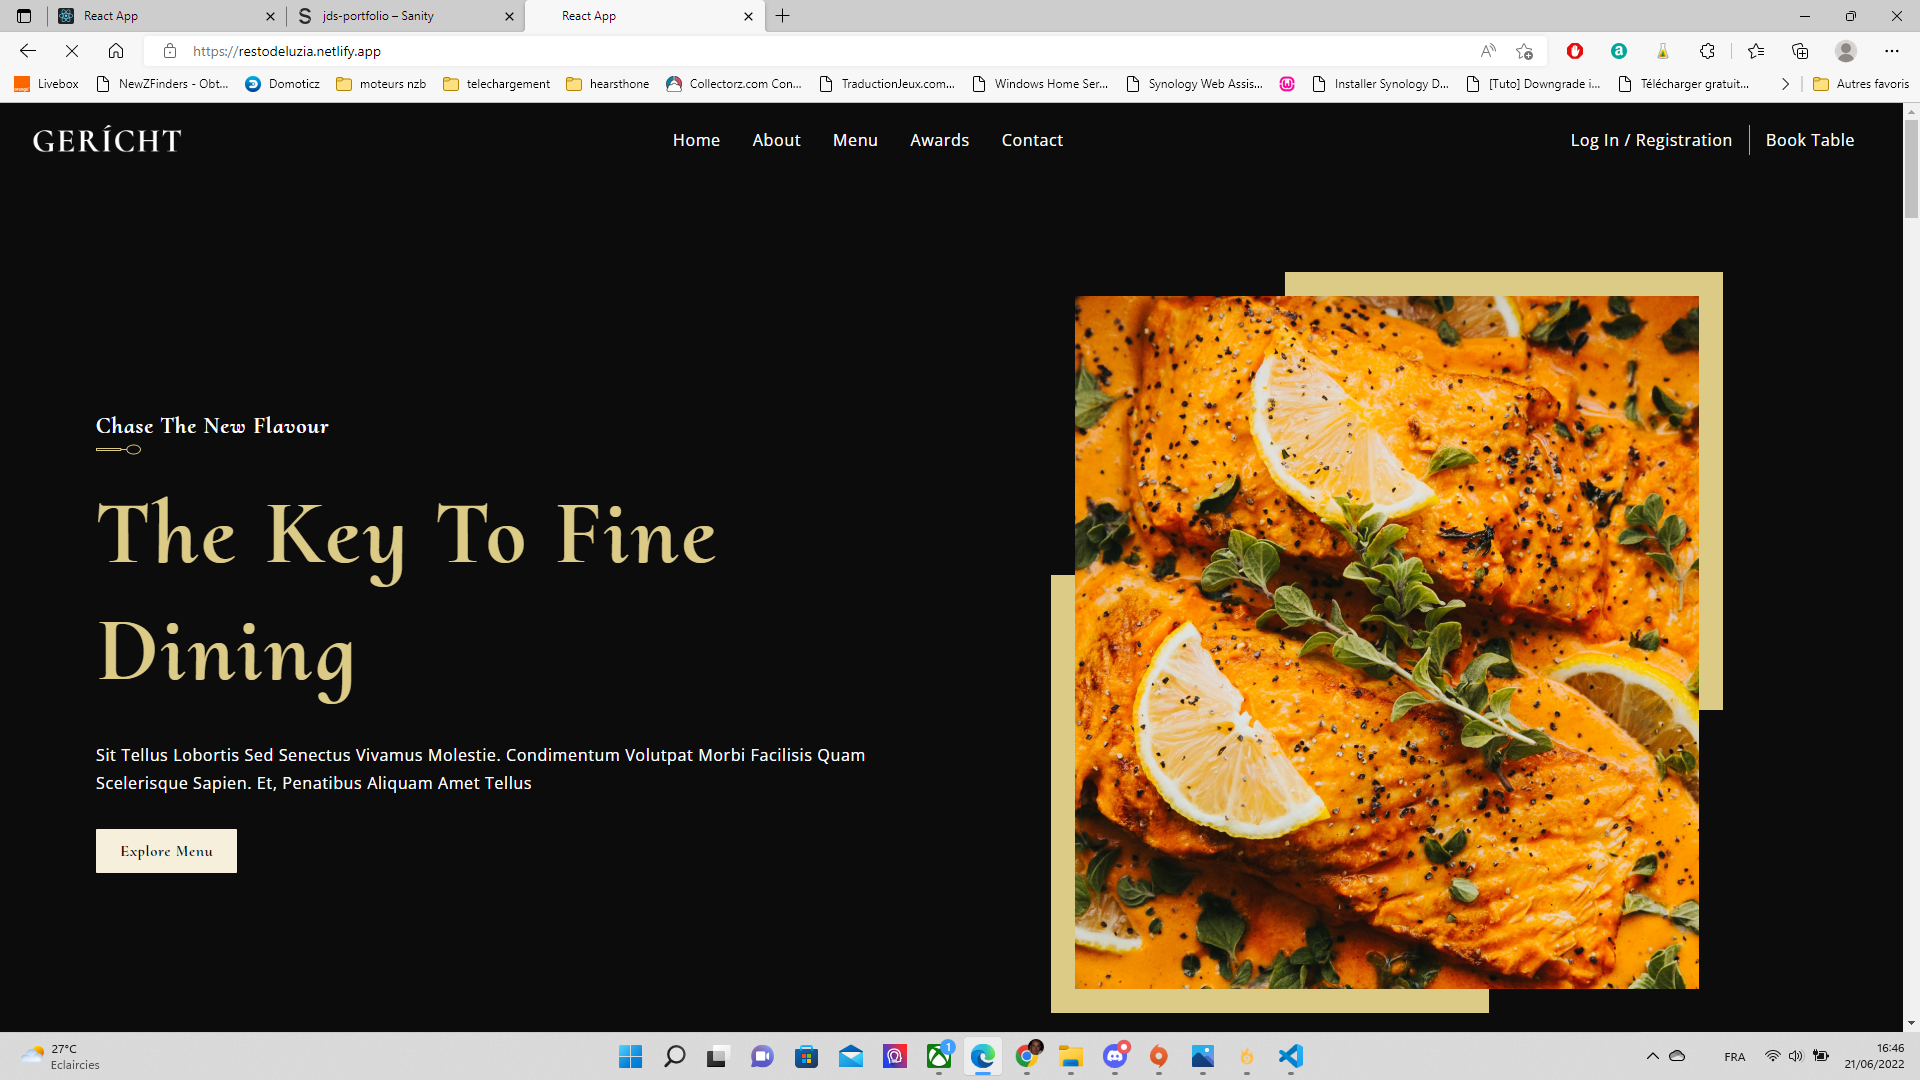 React App
jds-portfolio – Sanity
React App
https://restodeluzia.netlify.app
Livebox
NewZFinders - Obt...
Domoticz
moteurs nzb
telechargement
hearsthone
Collectorz.com Con...
TraductionJeux.com...
Windows Home Ser...
Synology Web Assis...
Installer Synology D...
[Tuto] Downgrade i...
Télécharger gratuit...
Autres favoris
GERÍCHT
Home
About
Menu
Awards
Contact
Log In / Registration
Book Table
Chase The New Flavour
The Key To Fine
Dining
Sit Tellus Lobortis Sed Senectus Vivamus Molestie. Condimentum Volutpat Morbi Facilisis Quam
Scelerisque Sapien. Et, Penatibus Aliquam Amet Tellus
Explore Menu
27°C
Eclaircies
1
FRA
16:46
21/06/2022